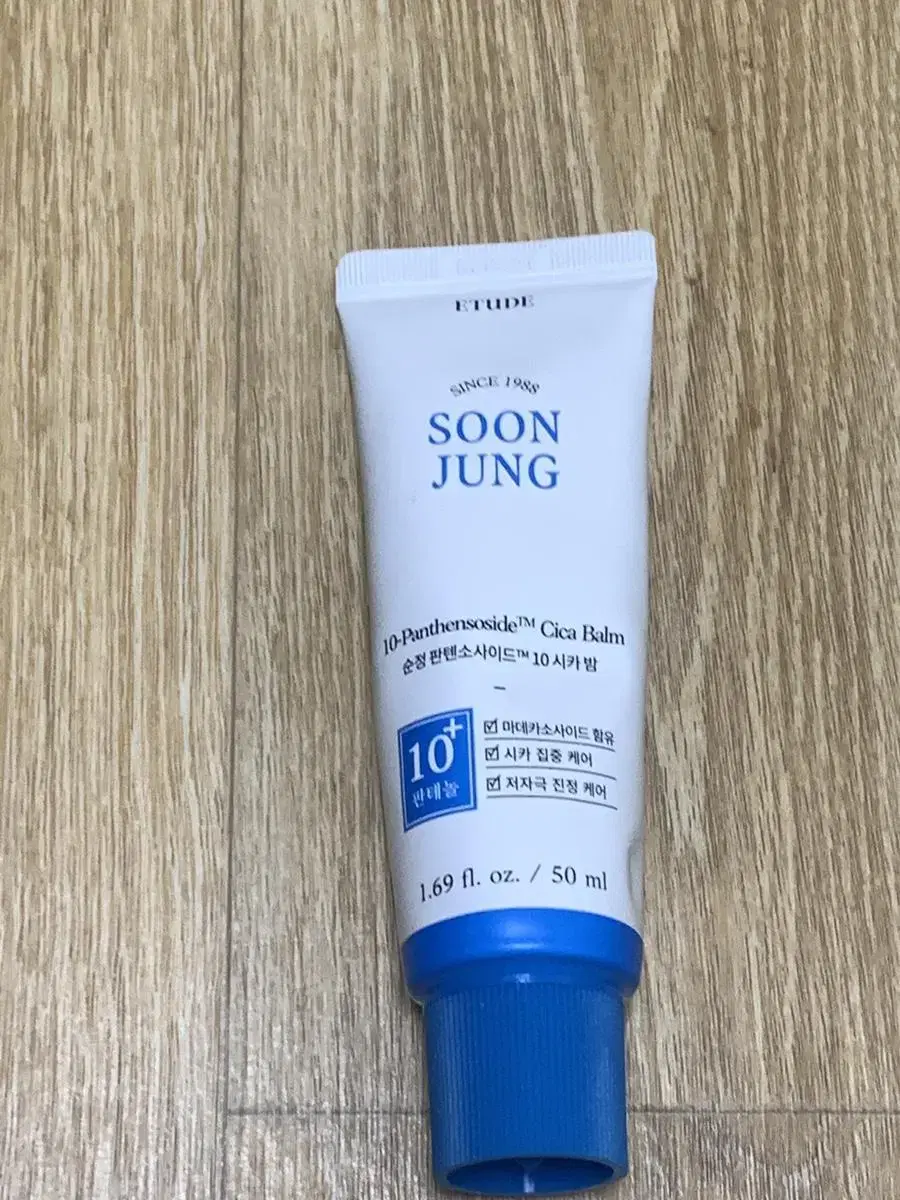 ETUDE
SINCE 1988
SOON
JUNG
10-Panthensoside™ Cica Balm
순정 판텐소사이드™ 10 시카 밤
10+
판테놀
마데카소사이드 함유
시카 집중 케어
저자극 진정 케어
1.69 fl. oz. / 50 ml